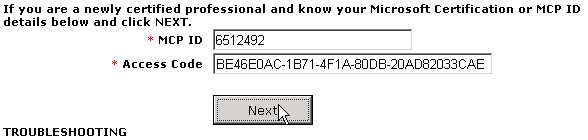 If you are a newly certified professional and know your Microsoft Certification or MCP ID
details below and click NEXT.
* MCP ID 6512492
* Access Code BE46E0AC-1B71-4F1A-80DB-20AD82033CAE
Next
TROUBLESHOOTING